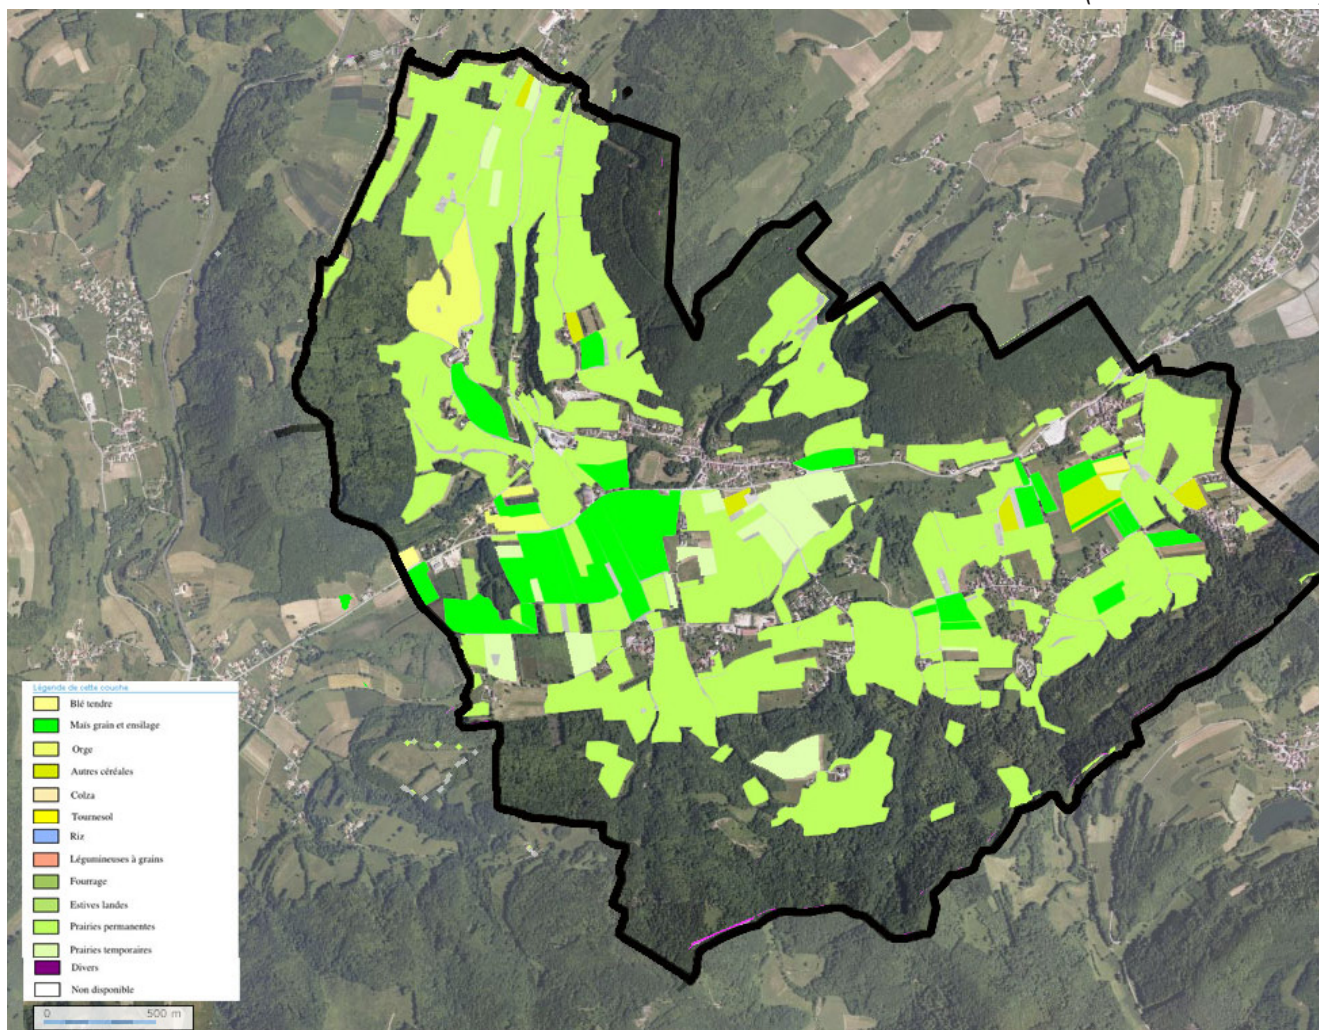 Légende de cette couche
Blé tendre
Maïs grain et ensilage
Orge
Autres céréales
Colza
Tournesol
Riz
Légumineuses à grains
Fourrage
Estives landes
Prairies permanentes
Prairies temporaires
Divers
Non disponible
0 500 m